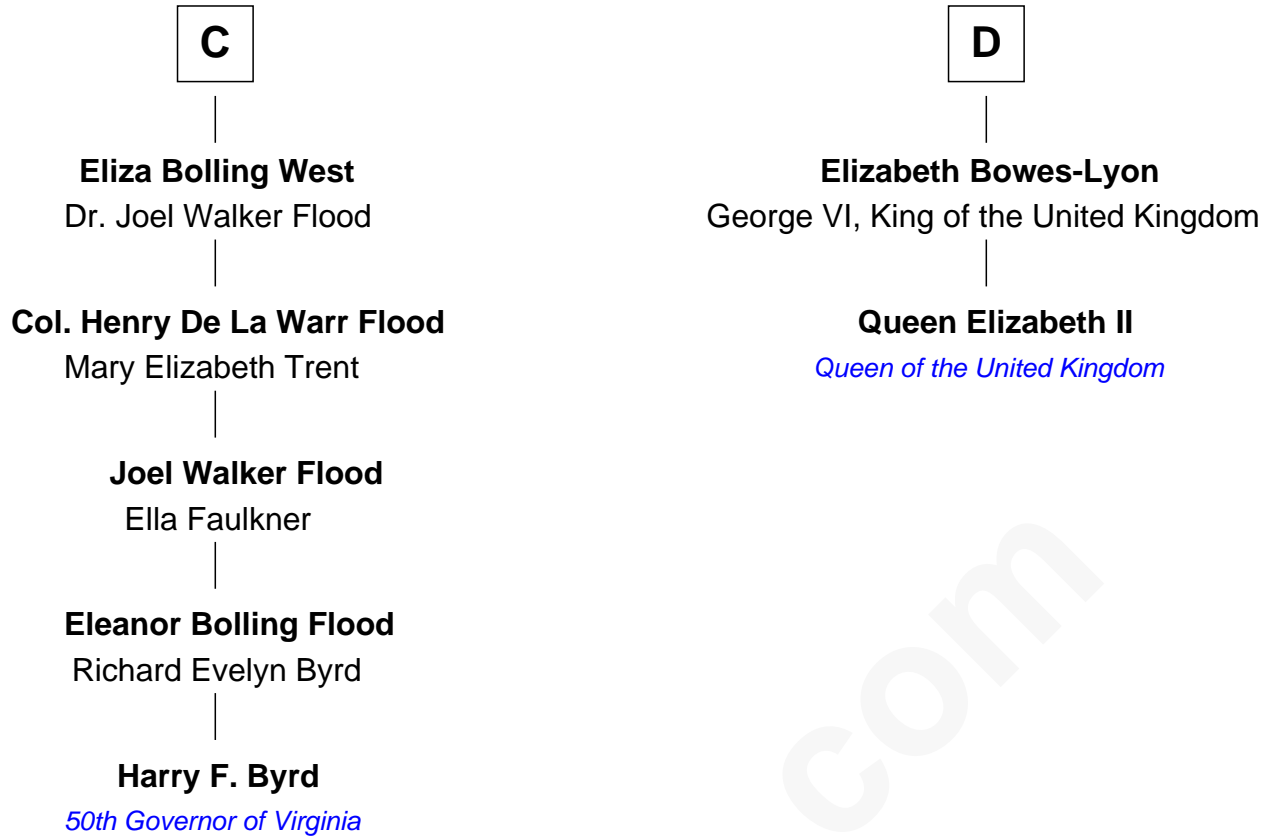 C
Eliza Bolling West
Dr. Joel Walker Flood
Col. Henry De La Warr Flood
Mary Elizabeth Trent
Joel Walker Flood
Ella Faulkner
Eleanor Bolling Flood
Richard Evelyn Byrd
Harry F. Byrd
50th Governor of Virginia
D
Elizabeth Bowes-Lyon
George VI, King of the United Kingdom
Queen Elizabeth II
Queen of the United Kingdom
com